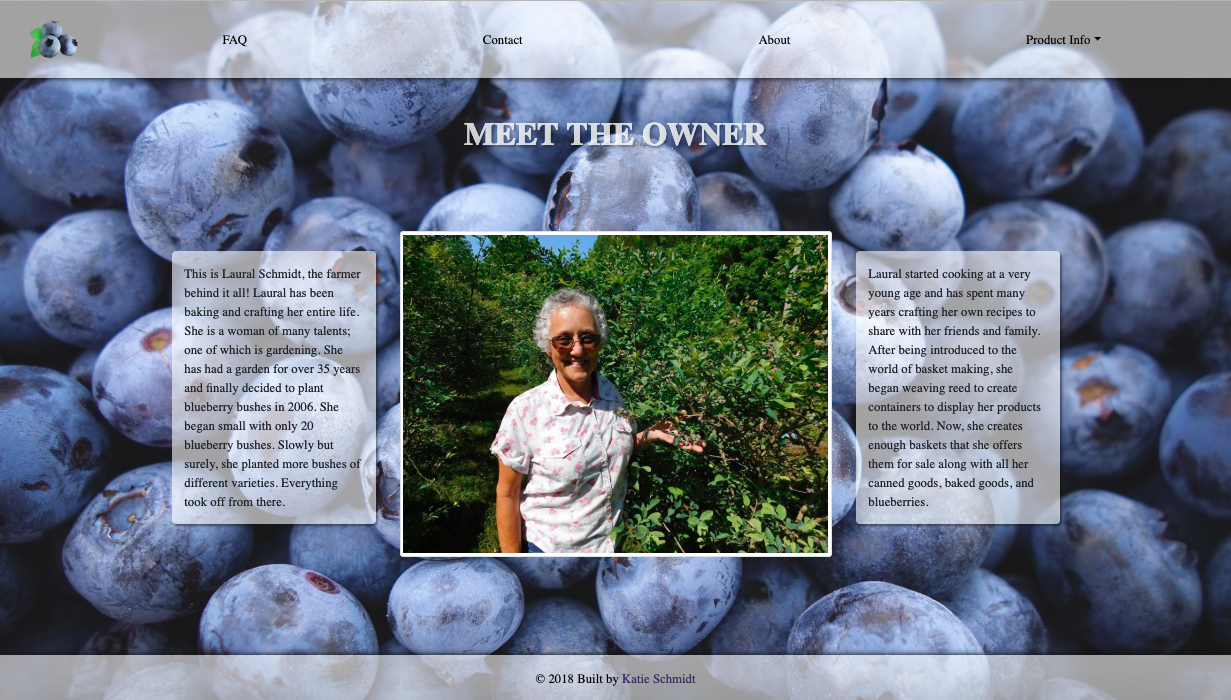 FAQ
Contact
About
Product Info
MEET THE OWNER
This is Laural Schmidt, the farmer
behind it all! Laural has been
baking and crafting her entire life.
She is a woman of many talents;
one of which is gardening. She
has had a garden for over 35 years
and finally decided to plant
blueberry bushes in 2006. She
began small with only 20
blueberry bushes. Slowly but
surely, she planted more bushes of
different varieties. Everything
took off from there.
Laural started cooking at a very
young age and has spent many
years crafting her own recipes to
share with her friends and family.
After being introduced to the
world of basket making, she
began weaving reed to create
containers to display her products
to the world. Now, she creates
enough baskets that she offers
them for sale along with all her
canned goods, baked goods, and
blueberries.
© 2018 Built by Katie Schmidt